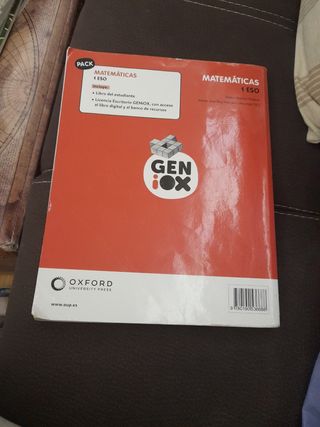 PACK
MATEMÁTICAS
1 ESO
Incluye:
• Libro del estudiante
• Licencia Escritorio GENiOX, con acceso
al libro digital y al banco de recursos
MATEMÁTICAS
1 ESO
GEN
iOX
OXFORD
UNIVERSITY PRESS
www.oup.es